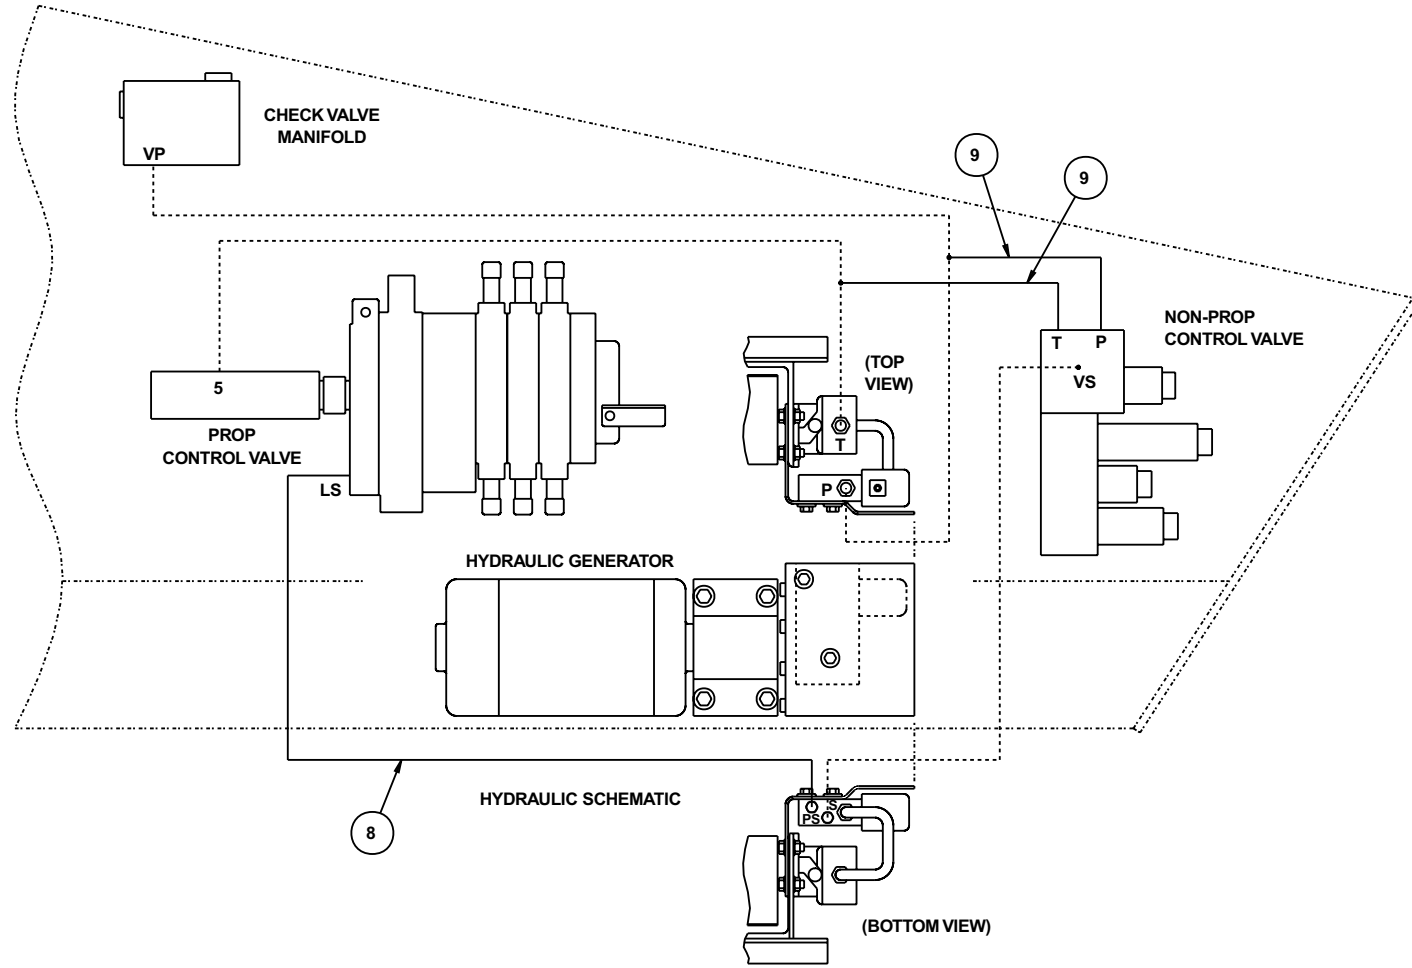 CHECK VALVE
MANIFOLD
VP
9
9
NON-PROP
CONTROL VALVE
T P
VS
(TOP
VIEW)
5
T
PROP
CONTROL VALVE
LS
P
HYDRAULIC GENERATOR
HYDRAULIC SCHEMATIC
8
PS
(BOTTOM VIEW)